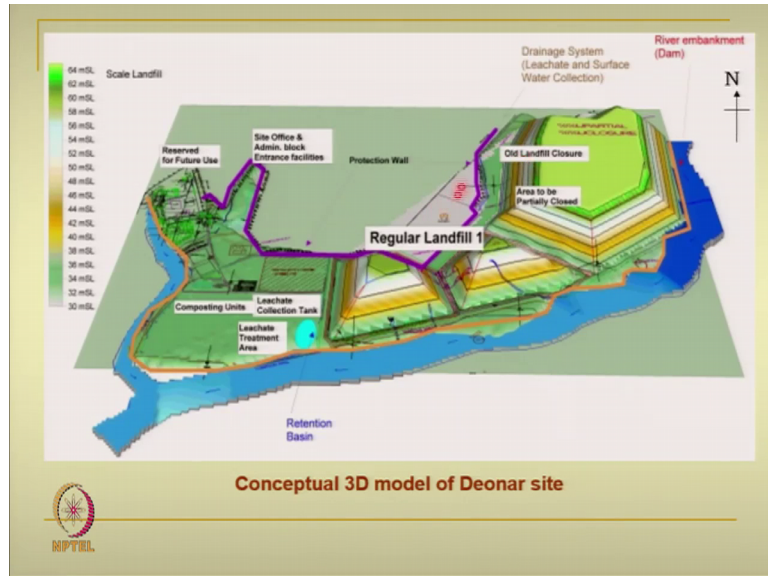 River embankment
(Dam)
Drainage System
(Leachate and Surface
Water Collection)
N
64 mSL
62 mSL
60 mSL
58 mSL
56 mSL
54 mSL
52 mSL
50 mSL
48 mSL
46 mSL
44 mSL
42 mSL
40 mSL
38 mSL
36 mSL
34 mSL
32 mSL
30 mSL
Scale Landfill
Reserved
for Future Use
Site Office &
Admin. block
Entrance facilities
Protection Wall
Old Landfill Closure
Area to be
Partially Closed
Regular Landfill 1
Composting Units
Leachate
Collection Tank
Leachate
Treatment
Area
Retention
Basin
Conceptual 3D model of Deonar site
NPTEL